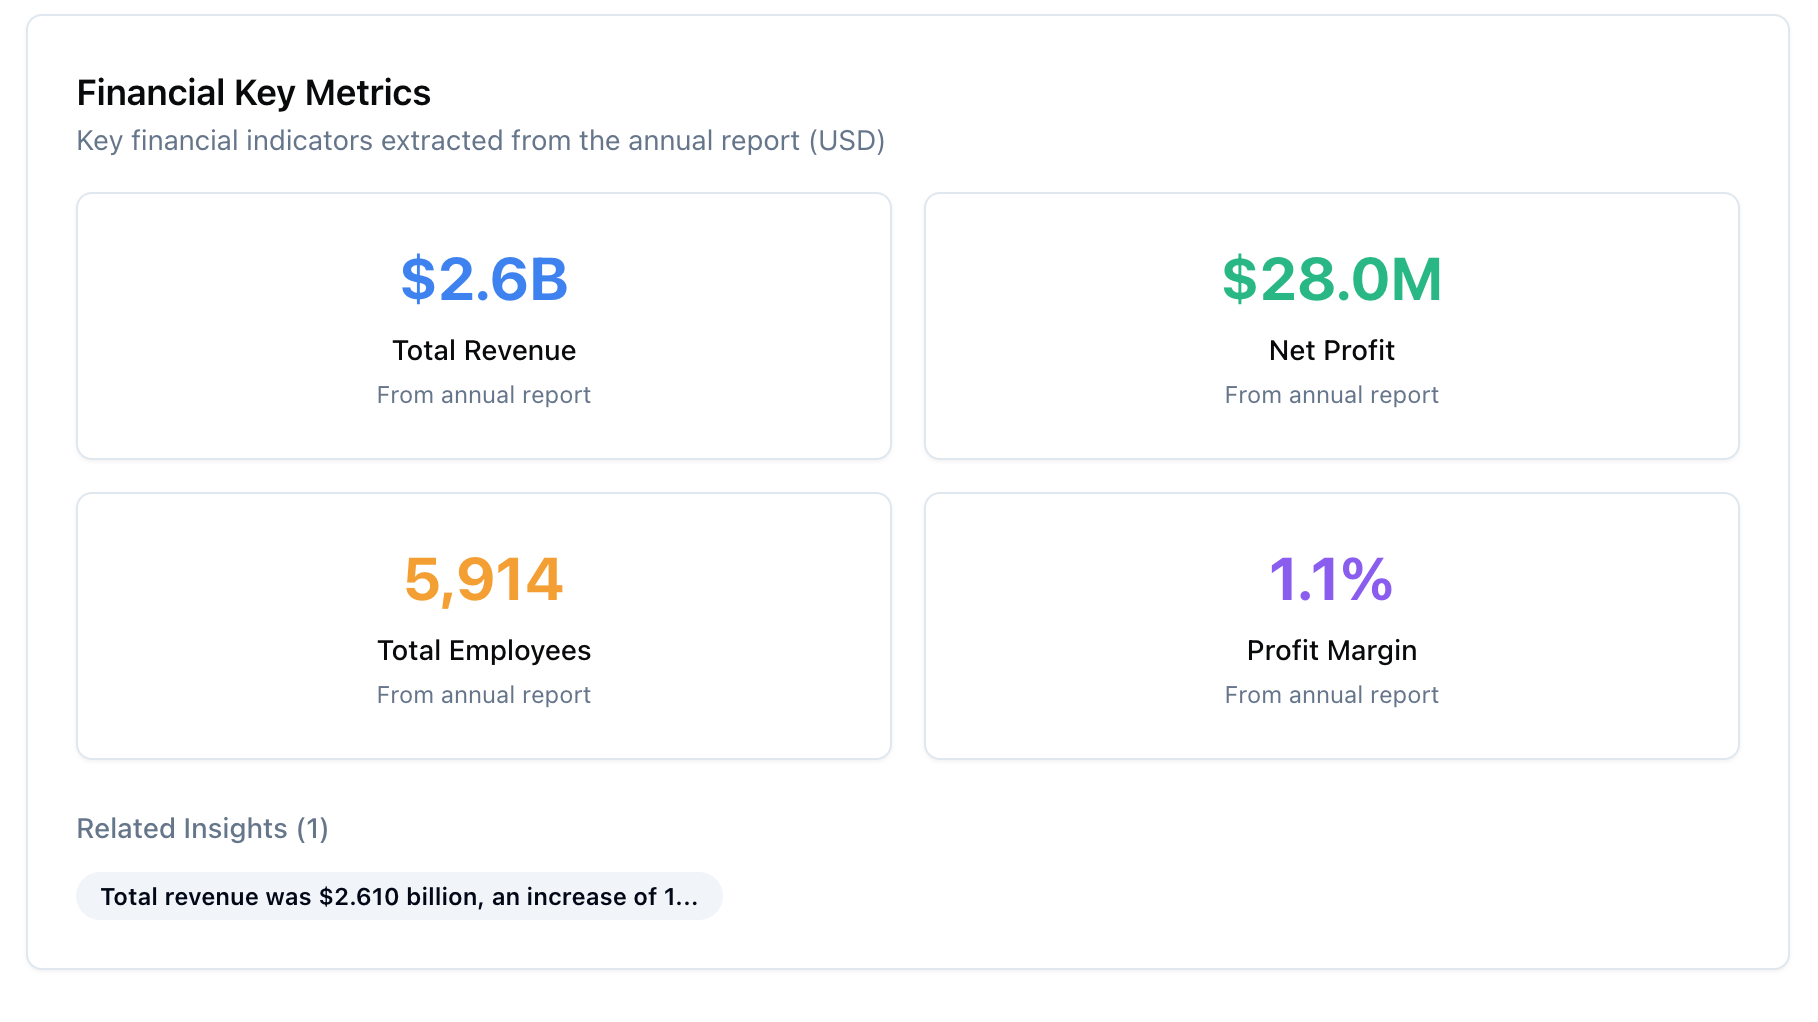 Financial Key Metrics
Key financial indicators extracted from the annual report (USD)
$2.6B
Total Revenue
From annual report
$28.0M
Net Profit
From annual report
5,914
Total Employees
From annual report
1.1%
Profit Margin
From annual report
Related Insights (1)
Total revenue was $2.610 billion, an increase of 1...